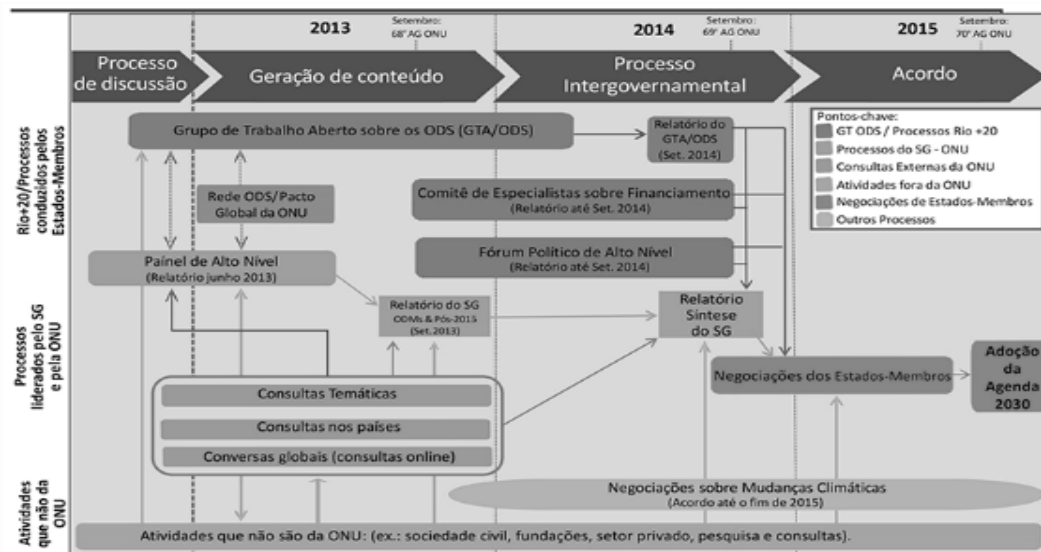 2013
Setembro:
68° AG ONU
2014
Setembro:
69° AG ONU
2015
Setembro:
70° AG ONU
Processo
de discussão
Geração de conteúdo
Processo
Intergovernamental
Acordo
Rio+20/Processos
conduzidos pelos
Estados-Membros
Grupo de Trabalho Aberto sobre os ODS (GTA/ODS)
Relatório do
GTA/ODS
(Set. 2014)
Pontos-chave:
GT ODS / Processos Rio +20
Processos do SG - ONU
Consultas Externas da ONU
Atividades fora da ONU
Negociações de Estados-Membros
Outros Processos
Rede ODS/Pacto
Global da ONU
Comitê de Especialistas sobre Financiamento
(Relatório até Set. 2014)
Fórum Político de Alto Nível
(Relatório até Set. 2014)
Processos
liderados pelo SG
e pela ONU
Painel de Alto Nível
(Relatório junho 2013)
Relatório do SG
ODMs & Pós-2015
(Set.2013)
Relatório
Síntese
do SG
Negociações dos Estados-Membros
Adoção
da
Agenda
2030
Consultas Temáticas
Consultas nos países
Conversas globais (consultas online)
Atividades
que não da
ONU
Negociações sobre Mudanças Climáticas
(Acordo até o fim de 2015)
Atividades que não são da ONU: (ex.: sociedade civil, fundações, setor privado, pesquisa e consultas).